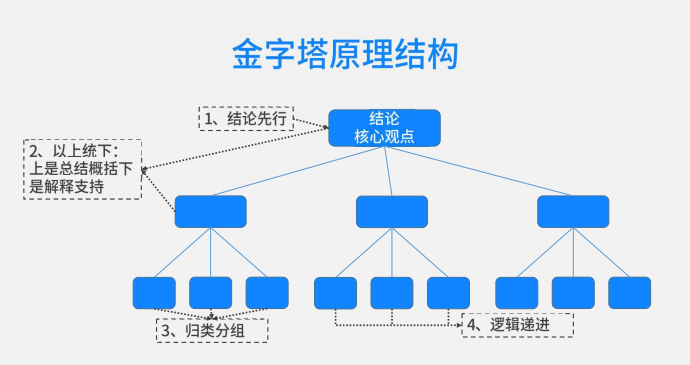 金字塔原理结构
1、结论先行
结论
核心观点
2、以上统下：
上是总结概括下
是解释支持
3、归类分组
4、逻辑递进